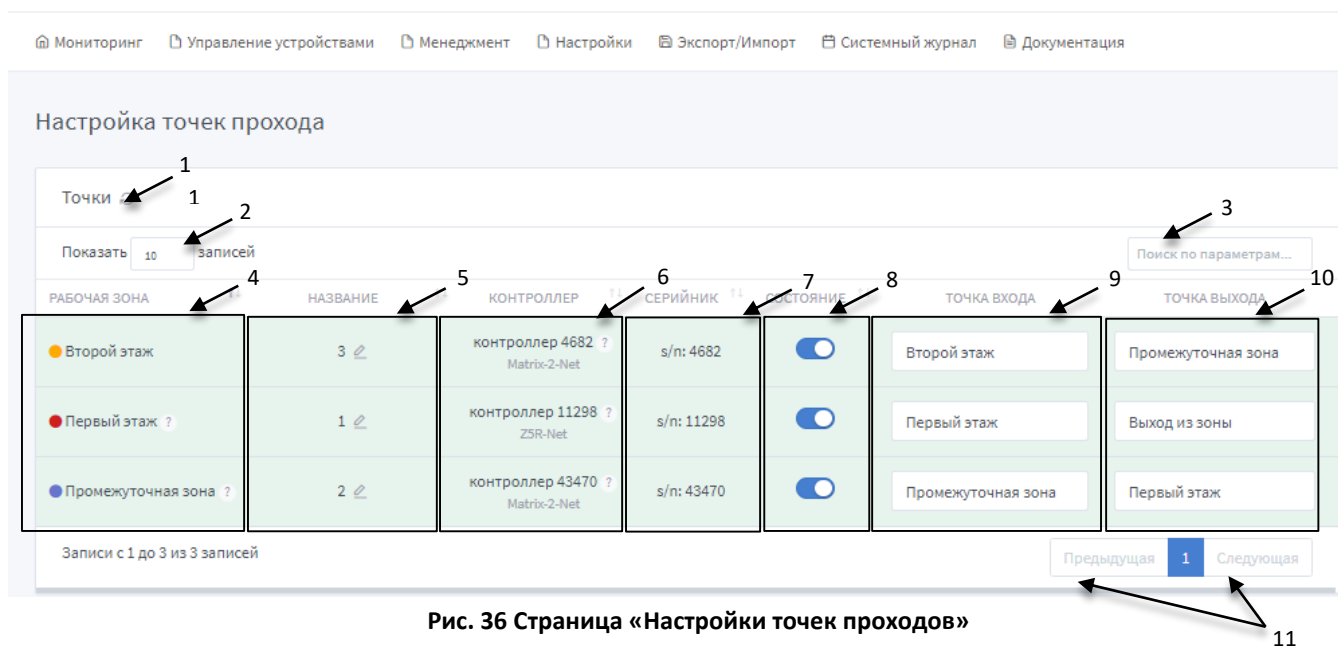 Мониторинг Управление устройствами Менеджмент Настройки Экспорт/Импорт Системный журнал Документация
Настройка точек прохода
1
Точки 1
2 3
Показать 10 записей Поиск по параметрам...
4 5 6 7 8 9 10
РАБОЧАЯ ЗОНА НАЗВАНИЕ КОНТРОЛЛЕР СЕРИЙНИК СОСТОЯНИЕ ТОЧКА ВХОДА ТОЧКА ВЫХОДА
Второй этаж 3 контроллер 4682 ? s/n: 4682 Второй этаж Промежуточная зона
Matrix-2-Net
Первый этаж ? 1 контроллер 11298 ? s/n: 11298 Первый этаж Выход из зоны
Z5R-Net
Промежуточная зона ? 2 контроллер 43470 ? s/n: 43470 Промежуточная зона Первый этаж
Matrix-2-Net
Записи с 1 до 3 из 3 записей Предыдущая 1 Следующая
Рис. 36 Страница «Настройки точек проходов»
11